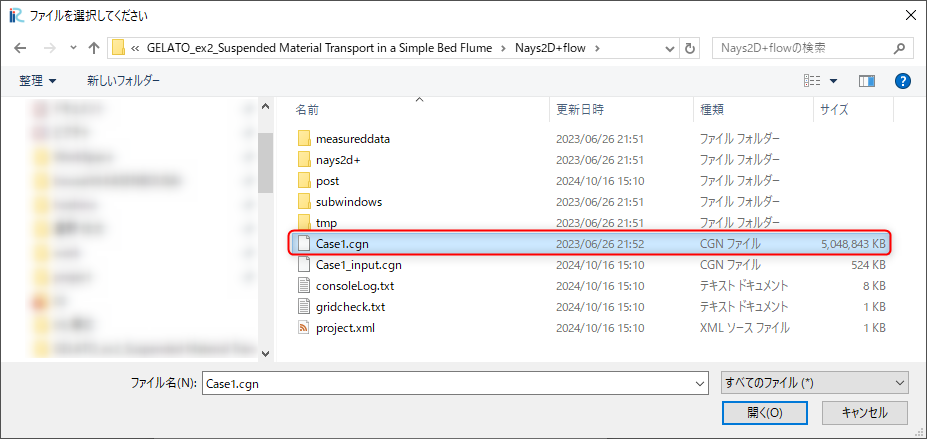 ファイルを選択してください
« GELATO_ex2_Suspended Material Transport in a Simple Bed Flume > Nays2D+flow >
Nays2D+flowの検索
整理
新しいフォルダー
名前 更新日時 種類 サイズ
measureddata 2023/06/26 21:51 ファイル フォルダー
nays2d+ 2023/06/26 21:51 ファイル フォルダー
post 2024/10/16 15:10 ファイル フォルダー
subwindows 2023/06/26 21:51 ファイル フォルダー
tmp 2023/06/26 21:51 ファイル フォルダー
Case1.cgn 2023/06/26 21:52 CGN ファイル 5,048,843 KB
Case1_input.cgn 2024/10/16 15:10 CGN ファイル 524 KB
consoleLog.txt 2024/10/16 15:10 テキスト ドキュメント 8 KB
gridcheck.txt 2024/10/16 15:10 テキスト ドキュメント 1 KB
project.xml 2024/10/16 15:10 XML ソース ファイル 1 KB
ファイル名(N): Case1.cgn すべてのファイル (*)
開く(O) キャンセル